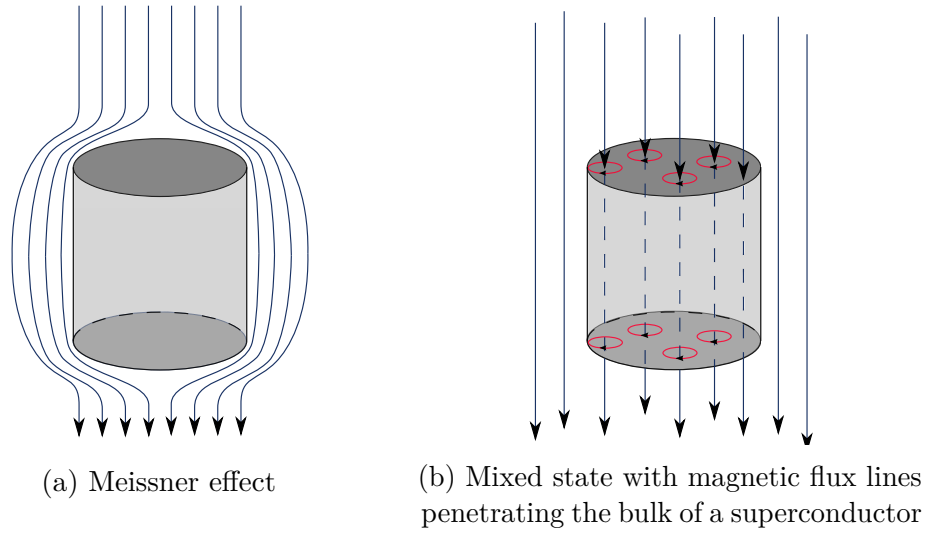 (a) Meissner effect
(b) Mixed state with magnetic flux lines
penetrating the bulk of a superconductor